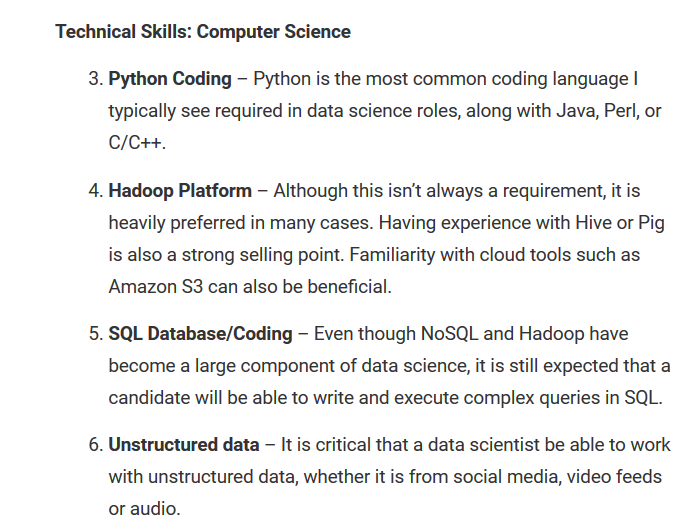 Technical Skills: Computer Science
3. Python Coding – Python is the most common coding language I
typically see required in data science roles, along with Java, Perl, or
C/C++.
4. Hadoop Platform – Although this isn’t always a requirement, it is
heavily preferred in many cases. Having experience with Hive or Pig
is also a strong selling point. Familiarity with cloud tools such as
Amazon S3 can also be beneficial.
5. SQL Database/Coding – Even though NoSQL and Hadoop have
become a large component of data science, it is still expected that a
candidate will be able to write and execute complex queries in SQL.
6. Unstructured data – It is critical that a data scientist be able to work
with unstructured data, whether it is from social media, video feeds
or audio.